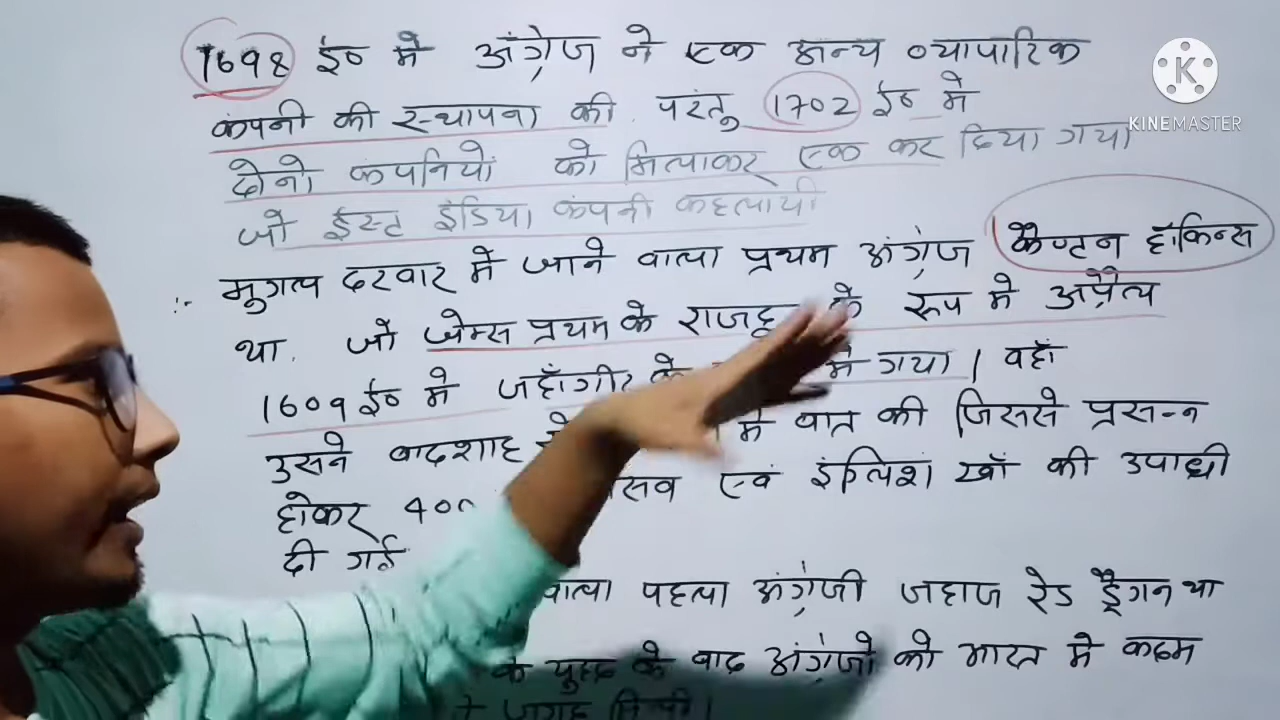 1698 ई० मे अंग्रेज ने एक अन्य व्यापारिक
कंपनी की स्थापना की. परंतु 1702 ई० मे
दोनो कंपनियों को मिलाकर एक कर दिया गया
जो ईस्ट इंडिया कंपनी कहलायी
मुगल दरवार मे जाने वाला प्रथम अंग्रेज कैप्टन हॉकिन्स
था. जो जेम्स प्रथम के राजदू के रूप मे अप्रैल
1609 ई० मे जहाँगीर के मे गया। वहाँ
उसने बादशाह मे बात की जिससे प्रसन्न
होकर 400 एवं इंग्लिश खाँ की उपाधी
दी गई
वाला पहला अंग्रेजी जहाज रेड ड्रैगन था
के युद्ध के बाद अंग्रेजो को भारत मे कदम
जगह मिली।
KINEMASTER